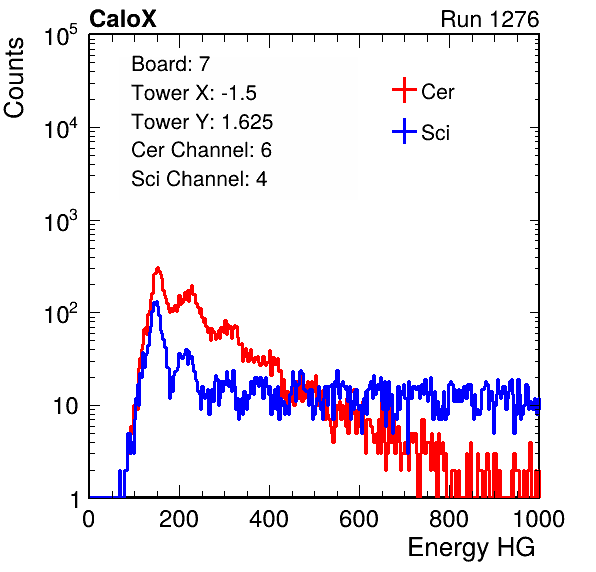 CaloX Run 1276
Counts
10^5
10^4
10^3
10^2
10
1
Board: 7
Tower X: -1.5
Tower Y: 1.625
Cer Channel: 6
Sci Channel: 4
Cer
Sci
0 200 400 600 800 1000
Energy HG